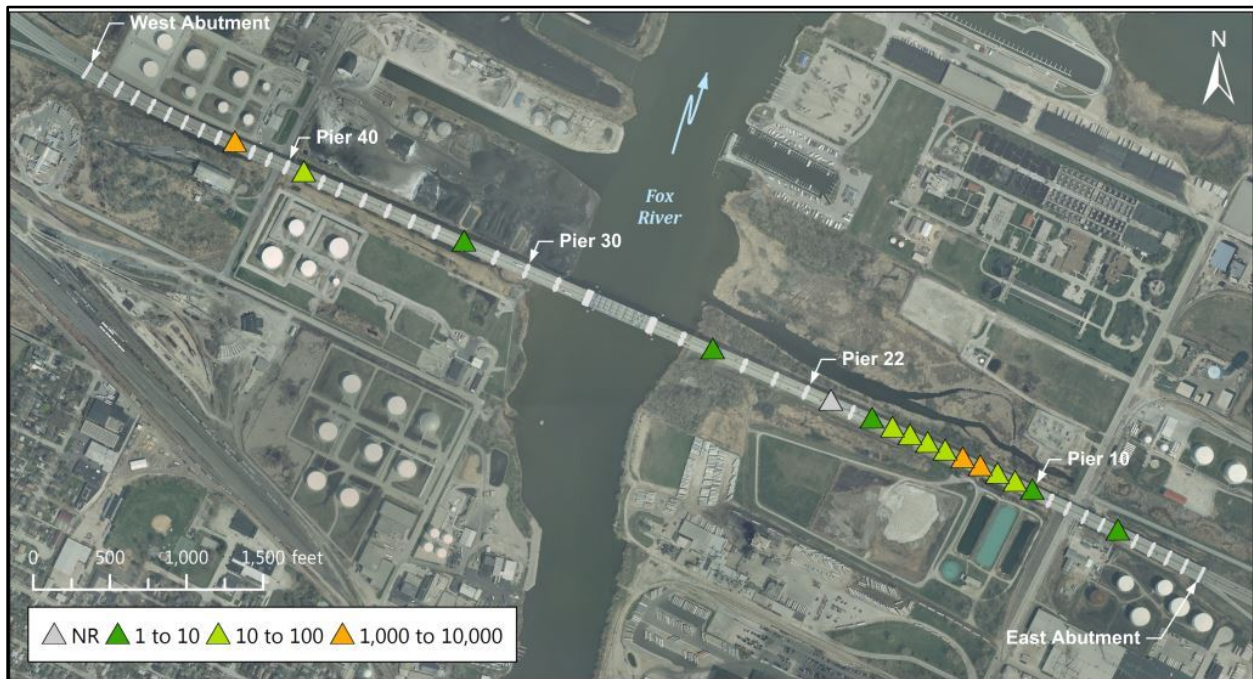 West Abutment
N
Pier 40
Fox
River
Pier 30
Pier 22
Pier 10
0 500 1,000 1,500 feet
NR 1 to 10 10 to 100 1,000 to 10,000
East Abutment